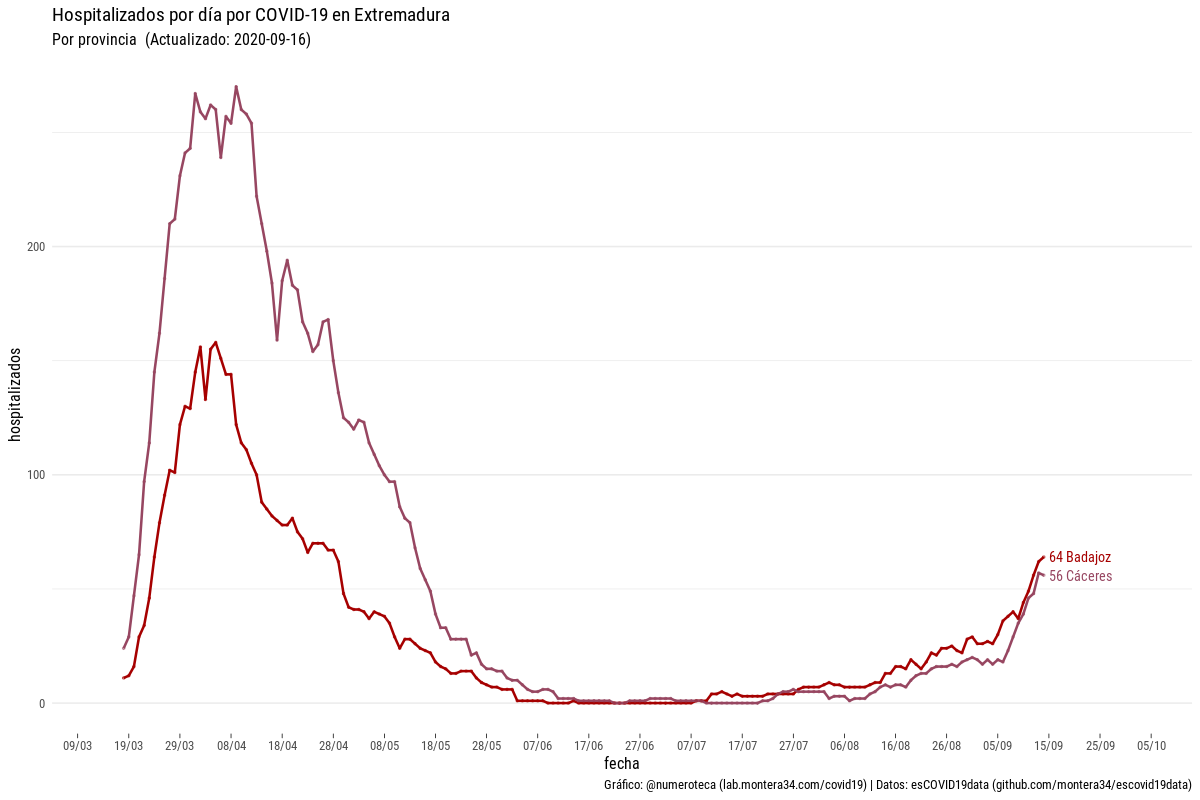 Hospitalizados por día por COVID-19 en Extremadura
Por provincia (Actualizado: 2020-09-16)
hospitalizados
200
100
0
64 Badajoz
56 Cáceres
09/03 19/03 29/03 08/04 18/04 28/04 08/05 18/05 28/05 07/06 17/06 27/06 07/07 17/07 27/07 06/08 16/08 26/08 05/09 15/09 25/09 05/10
fecha
Gráfico: @numeroteca (lab.montera34.com/covid19) | Datos: esCOVID19data (github.com/montera34/escovid19data)